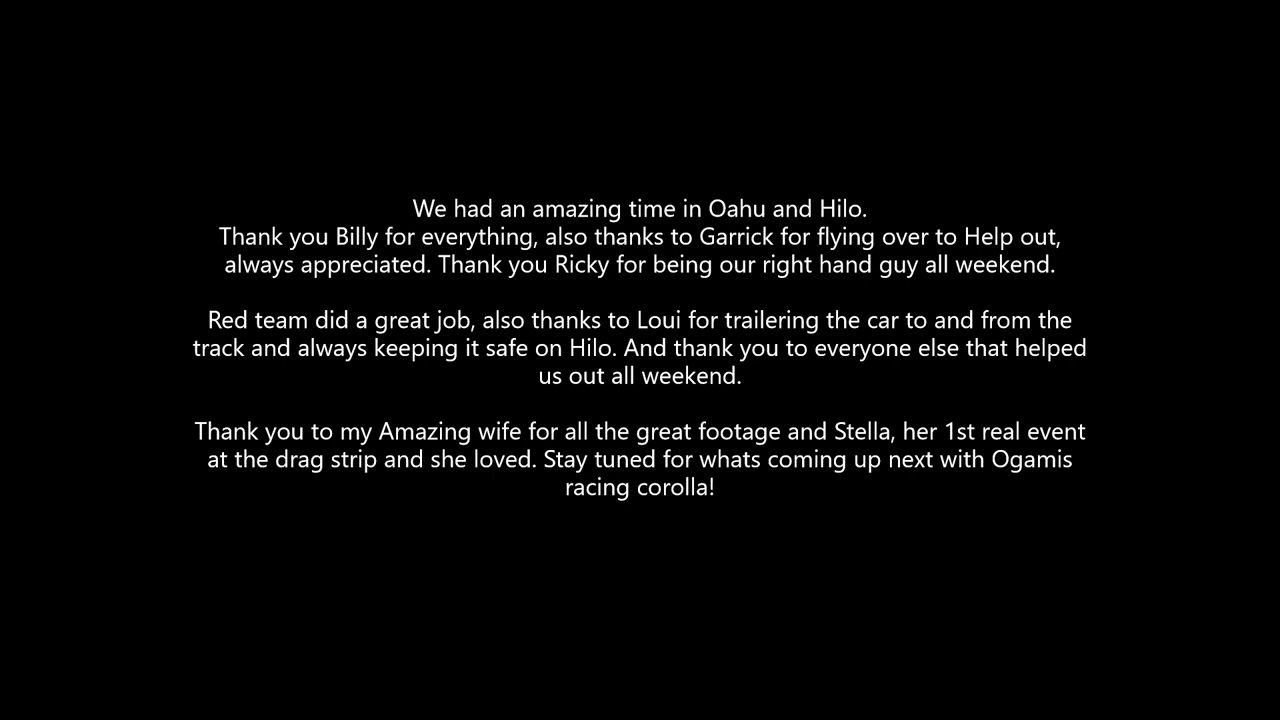 We had an amazing time in Oahu and Hilo.
Thank you Billy for everything, also thanks to Garrick for flying over to Help out,
always appreciated. Thank you Ricky for being our right hand guy all weekend.
Red team did a great job, also thanks to Loui for trailering the car to and from the
track and always keeping it safe on Hilo. And thank you to everyone else that helped
us out all weekend.
Thank you to my Amazing wife for all the great footage and Stella, her 1st real event
at the drag strip and she loved. Stay tuned for whats coming up next with Ogamis
racing corolla!